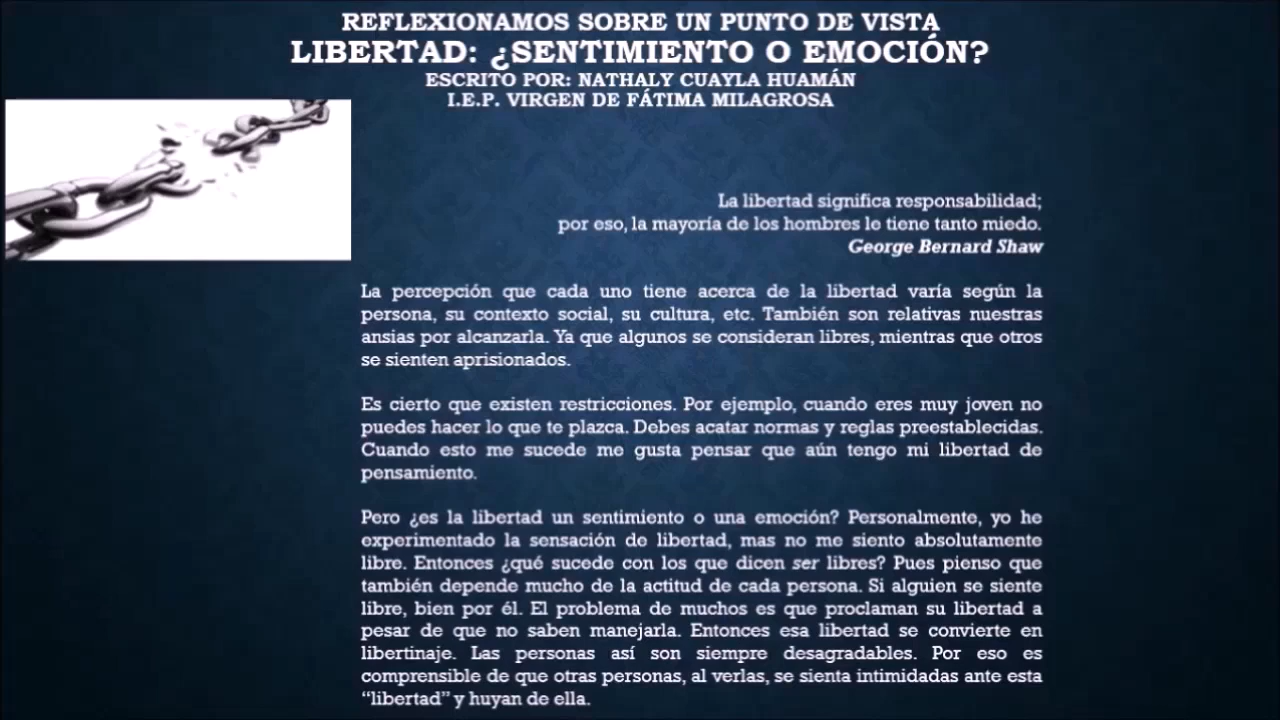 REFLEXIONAMOS SOBRE UN PUNTO DE VISTA
LIBERTAD: ¿SENTIMIENTO O EMOCIÓN?
ESCRITO POR: NATHALY CUAYLA HUAMÁN
I.E.P. VIRGEN DE FÁTIMA MILAGROSA
La libertad significa responsabilidad;
por eso, la mayoría de los hombres le tiene tanto miedo.
George Bernard Shaw
La percepción que cada uno tiene acerca de la libertad varía según la
persona, su contexto social, su cultura, etc. También son relativas nuestras
ansias por alcanzarla. Ya que algunos se consideran libres, mientras que otros
se sienten aprisionados.
Es cierto que existen restricciones. Por ejemplo, cuando eres muy joven no
puedes hacer lo que te plazca. Debes acatar normas y reglas preestablecidas.
Cuando esto me sucede me gusta pensar que aún tengo mi libertad de
pensamiento.
Pero ¿es la libertad un sentimiento o una emoción? Personalmente, yo he
experimentado la sensación de libertad, mas no me siento absolutamente
libre. Entonces ¿qué sucede con los que dicen ser libres? Pues pienso que
también depende mucho de la actitud de cada persona. Si alguien se siente
libre, bien por él. El problema de muchos es que proclaman su libertad a
pesar de que no saben manejarla. Entonces esa libertad se convierte en
libertinaje. Las personas así son siempre desagradables. Por eso es
comprensible de que otras personas, al verlas, se sienta intimidadas ante esta
“libertad” y huyan de ella.